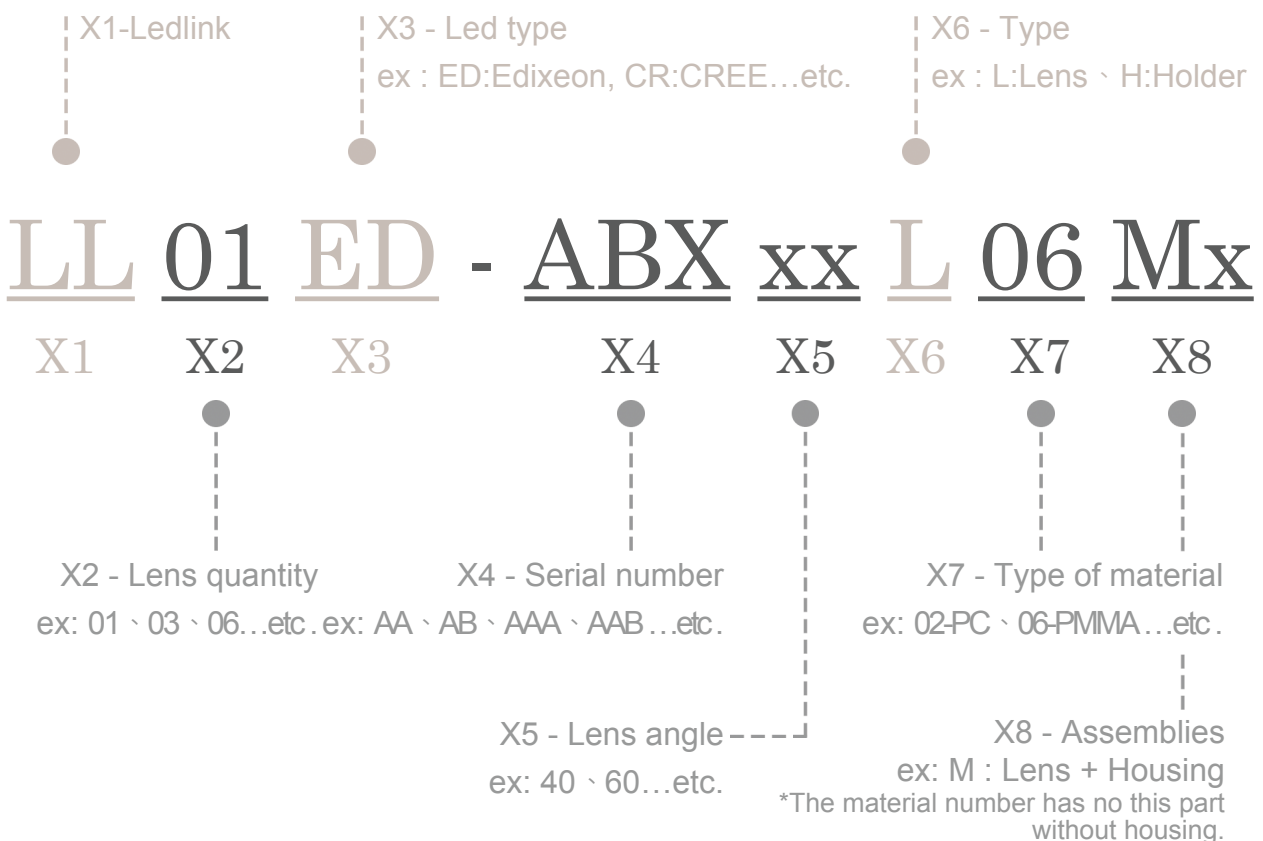 X1-Ledlink
X3 - Led type
ex : ED:Edixeon, CR:CREE…etc.
X6 - Type
ex : L:Lens、H:Holder
LL 01 ED - ABX xx L 06 Mx
X1 X2 X3 X4 X5 X6 X7 X8
X2 - Lens quantity
ex: 01、03、06…etc.
X4 - Serial number
ex: AA、AB、AAA、AAB…etc.
X7 - Type of material
ex: 02-PC、06-PMMA…etc.
X5 - Lens angle
ex: 40、60…etc.
X8 - Assemblies
ex: M : Lens + Housing
*The material number has no this part
without housing.